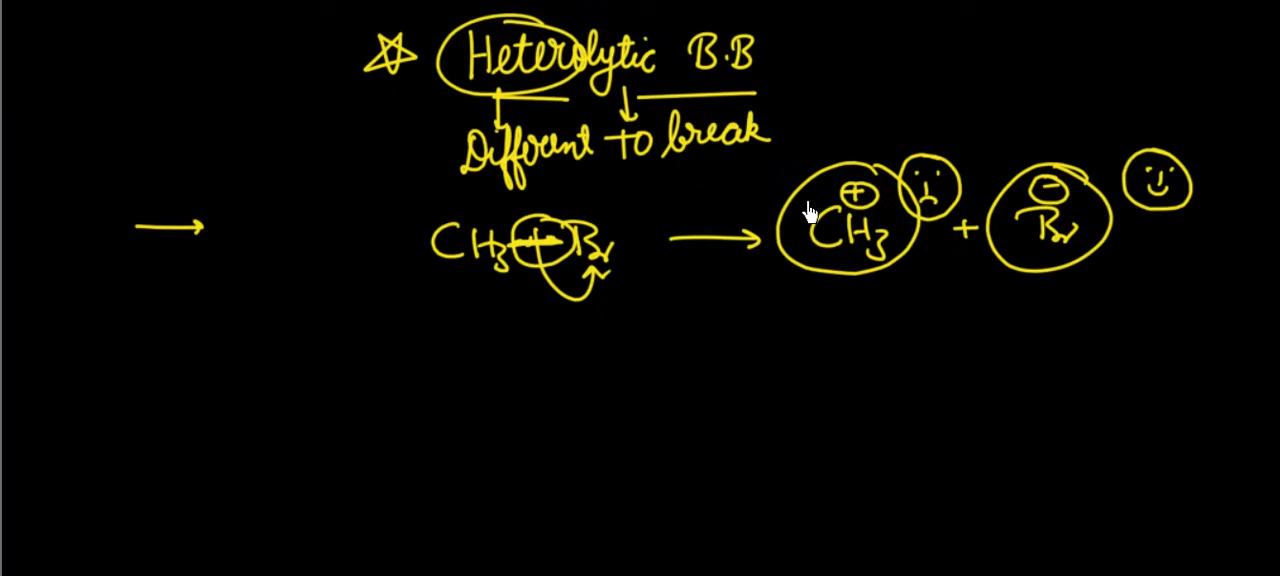 ☆ Heterolytic B.B
Different to break
→ CH₃-Br → CH₃⊕ + Br⊖